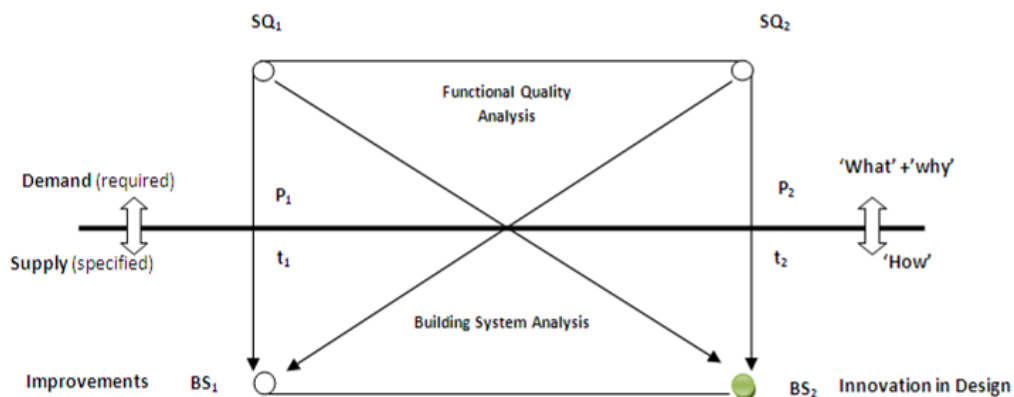 SQ1
SQ2
Functional Quality
Analysis
Demand (required)
P1
P2
‘What’ +’why’
Supply (specified)
t1
t2
‘How’
Building System Analysis
Improvements
BS1
BS2
Innovation in Design